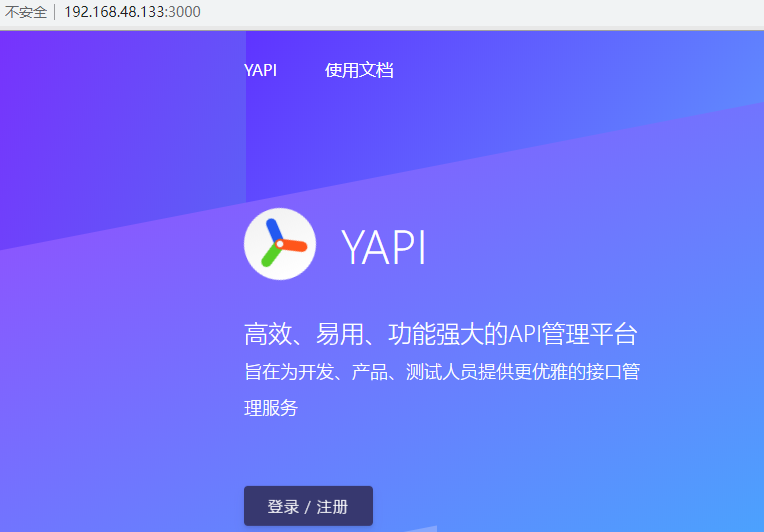 不安全 | 192.168.48.133:3000
YAPI 使用文档
YAPI
高效、易用、功能强大的API管理平台
旨在为开发、产品、测试人员提供更优雅的接口管
理服务
登录 / 注册